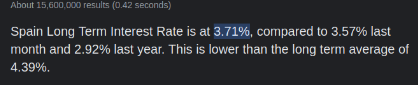 About 15,600,000 results (0.42 seconds)
Spain Long Term Interest Rate is at 3.71%, compared to 3.57% last
month and 2.92% last year. This is lower than the long term average of
4.39%.